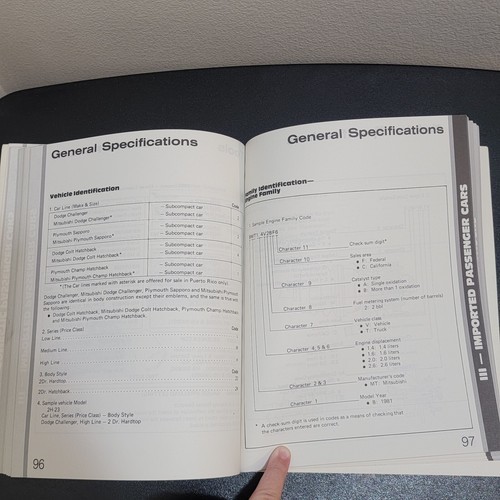 General Specifications
Vehicle Identification
1. Car Line (Make & Size) Code
Dodge Challenger — Subcompact car
Mitsubishi Dodge Challenger* — Subcompact car
Plymouth Sapporo — Subcompact car
Mitsubishi Plymouth Sapporo* — Subcompact car
Dodge Colt Hatchback — Subcompact car
Mitsubishi Dodge Colt Hatchback* — Subcompact car
Plymouth Champ Hatchback — Subcompact car
Mitsubishi Plymouth Champ Hatchback* — Subcompact car
*(The Car lines marked with asterisk are offered for sale in Puerto Rico only)
Dodge Challenger, Mitsubishi Dodge Challenger, Plymouth Sapporo and Mitsubishi Plymouth
Sapporo are identical in body construction except their emblems, and the same is true with
the following.
● Dodge Colt Hatchback, Mitsubishi Dodge Colt Hatchback, Plymouth Champ Hatchback
and Mitsubishi Plymouth Champ Hatchback.
2. Series (Price Class) Code
Low Line
Medium Line
High Line
3. Body Style Code
2Dr. Hardtop
2Dr. Hatchback
4. Sample vehicle Model
2H 23
Car Line, Series (Price Class) — Body Style
Dodge Challenger, High Line — 2 Dr. Hardtop
96
General Specifications
Family Identification—
Engine Family
Sample Engine Family Code
Character 11 Check sum digit*
Character 10 Sales area
● F: Federal
● C: California
Character 9 Catalyst type
● A: Single oxidation
● B: More than 1 oxidation
Character 8 Fuel metering system (number of barrels)
● 2: 2 bbl
Character 7 Vehicle class
● V: Vehicle
● T: Truck
Character 4, 5 & 6 Engine displacement
● 1.4: 1.4 liters
● 1.6: 1.6 liters
● 2.0: 2.0 liters
● 2.6: 2.6 liters
Character 2 & 3 Manufacturer's code
● MT: Mitsubishi
Character 1 Model Year
● B: 1981
* A check-sum digit is used in codes as a means of checking that
the characters entered are correct.
97
III — IMPORTED PASSENGER CARS